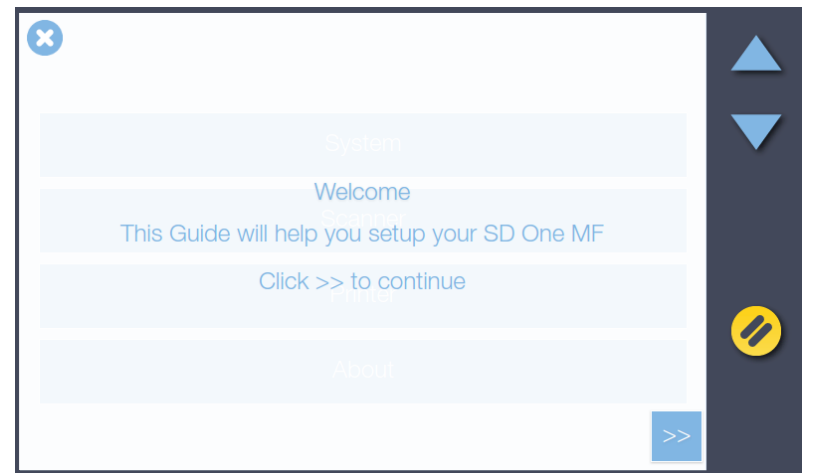 System
Welcome
Scanner
This Guide will help you setup your SD One MF
Click >> to continue
Printer
About
>>